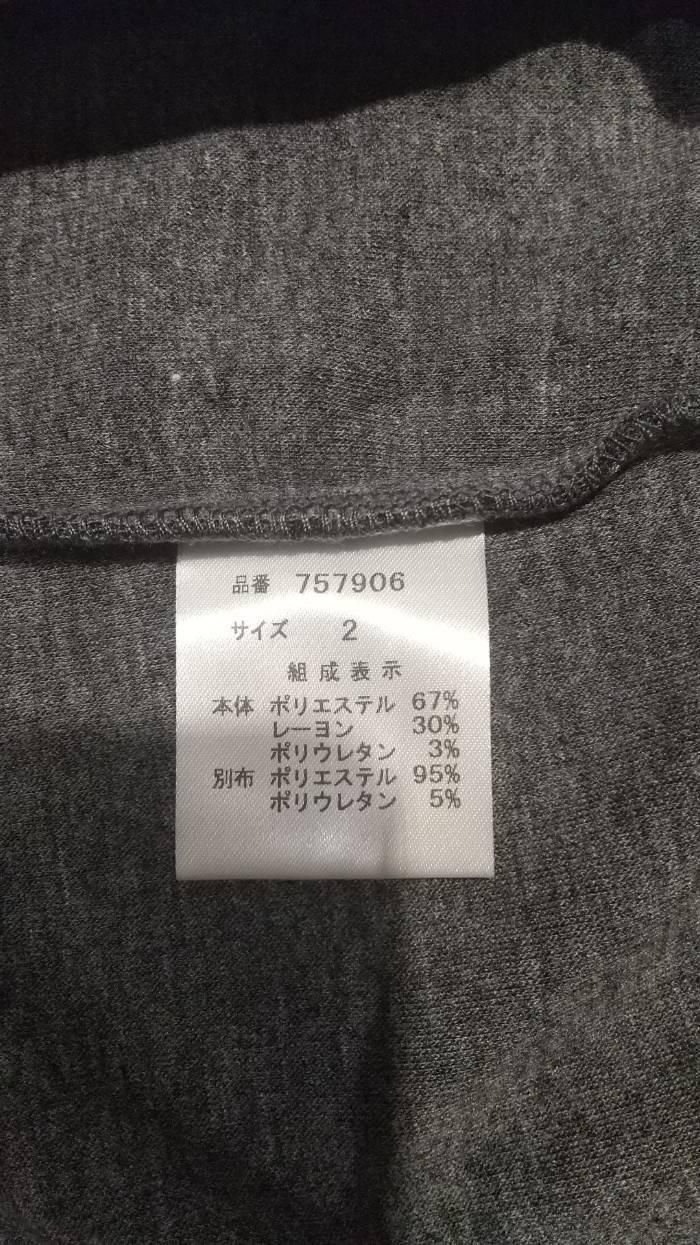 品番 757906
サイズ 2
組成表示
本体 ポリエステル 67%
レーヨン 30%
ポリウレタン 3%
別布 ポリエステル 95%
ポリウレタン 5%